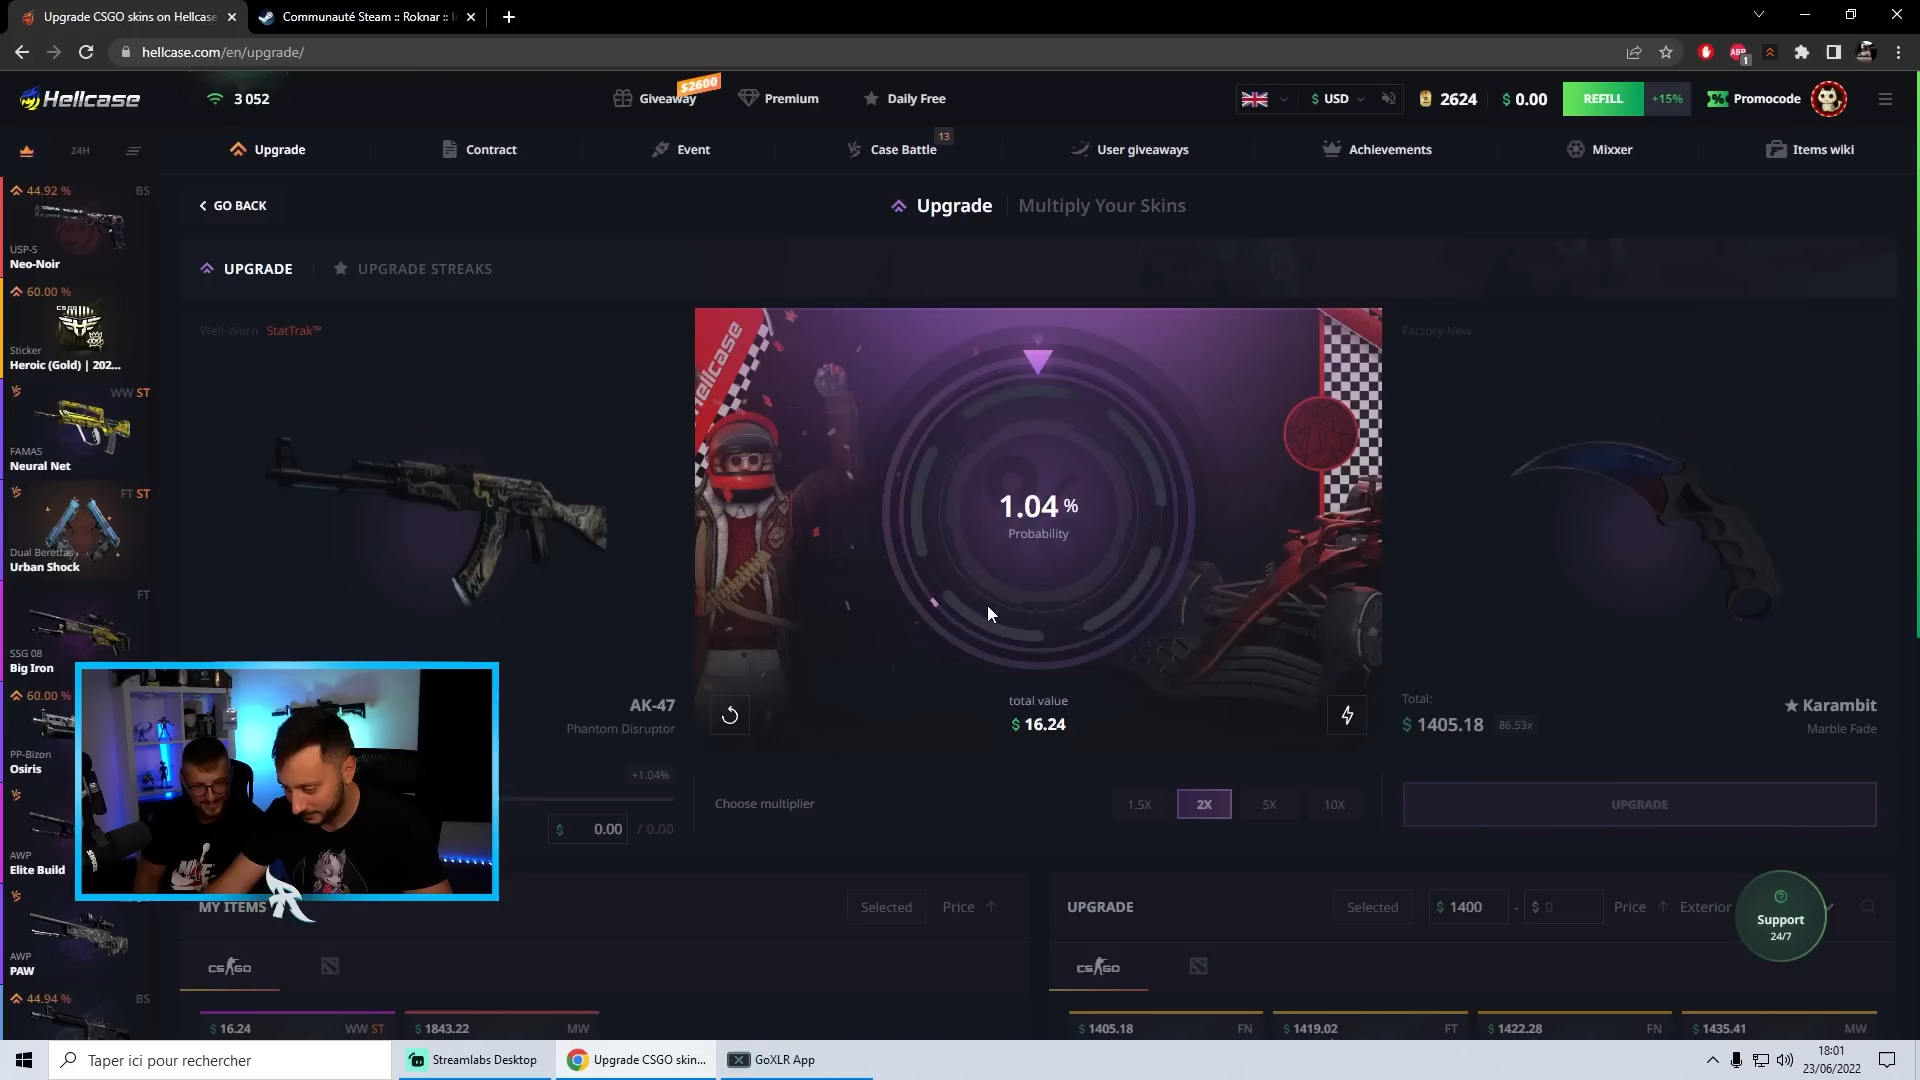 Upgrade CSGO skins on Hellcase
Communauté Steam :: Roknar ::
hellcase.com/en/upgrade/
ABP
1
Hellcase
3 052
Giveaway
$2600
Premium
Daily Free
$ USD
2624
$ 0.00
REFILL
+15%
Promocode
24H
Upgrade
Contract
Event
Case Battle
13
User giveaways
Achievements
Mixxer
Items wiki
44.92 %
BS
USP-S
Neo-Noir
60.00 %
Sticker
Heroic (Gold) | 202...
WW ST
FAMAS
Neural Net
FT ST
Dual Berettas
Urban Shock
FT
SSG 08
Big Iron
60.00 %
PP-Bizon
Osiris
AWP
Elite Build
AWP
PAW
44.94 %
BS
GO BACK
Upgrade
Multiply Your Skins
UPGRADE
UPGRADE STREAKS
Well-Worn StatTrak™
Factory New
hellcase
1.04 %
Probability
total value
$ 16.24
AK-47
Phantom Disruptor
Total:
$ 1405.18
86.53x
★ Karambit
Marble Fade
+1.04%
$ 0.00 / 0.00
Choose multiplier
1.5X
2X
5X
10X
UPGRADE
MY ITEMS
Selected
Price
UPGRADE
Selected
$ 1400 - $ 0
Price
Exterior
Support
24/7
CS GO
CS GO
$ 16.24
WW ST
$ 1843.22
MW
$ 1405.18
FN
$ 1419.02
FT
$ 1422.28
FN
$ 1435.41
MW
Taper ici pour rechercher
Streamlabs Desktop
Upgrade CSGO skin...
GoXLR App
18:01
23/06/2022